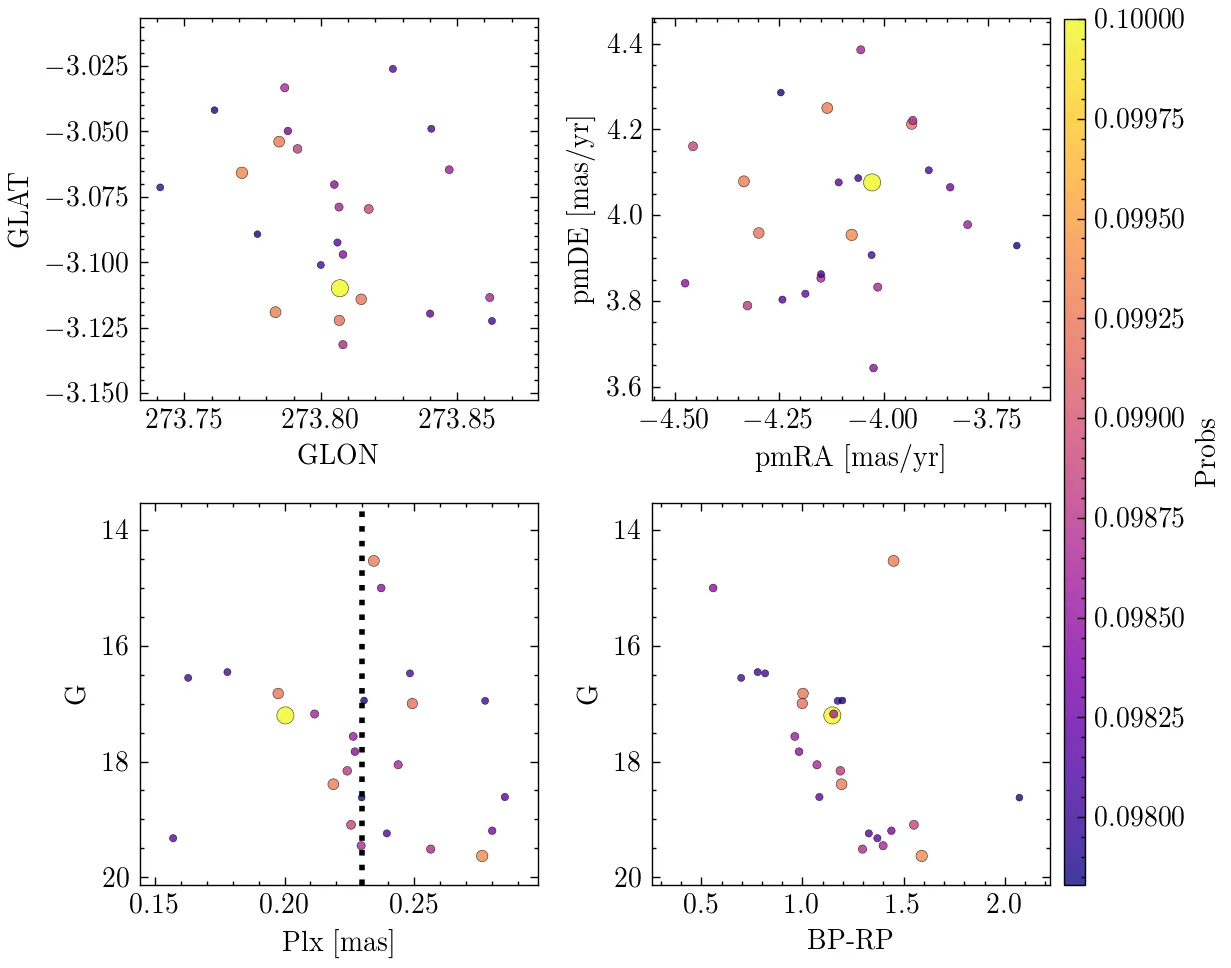 −3.025
−3.050
−3.075
−3.100
−3.125
−3.150
GLAT
273.75 273.80 273.85
GLON
4.4
4.2
4.0
3.8
3.6
pmDE [mas/yr]
−4.50 −4.25 −4.00 −3.75
pmRA [mas/yr]
14
16
18
20
G
0.15 0.20 0.25
Plx [mas]
14
16
18
20
G
0.5 1.0 1.5 2.0
BP-RP
0.10000
0.09975
0.09950
0.09925
0.09900
0.09875
0.09850
0.09825
0.09800
Probs